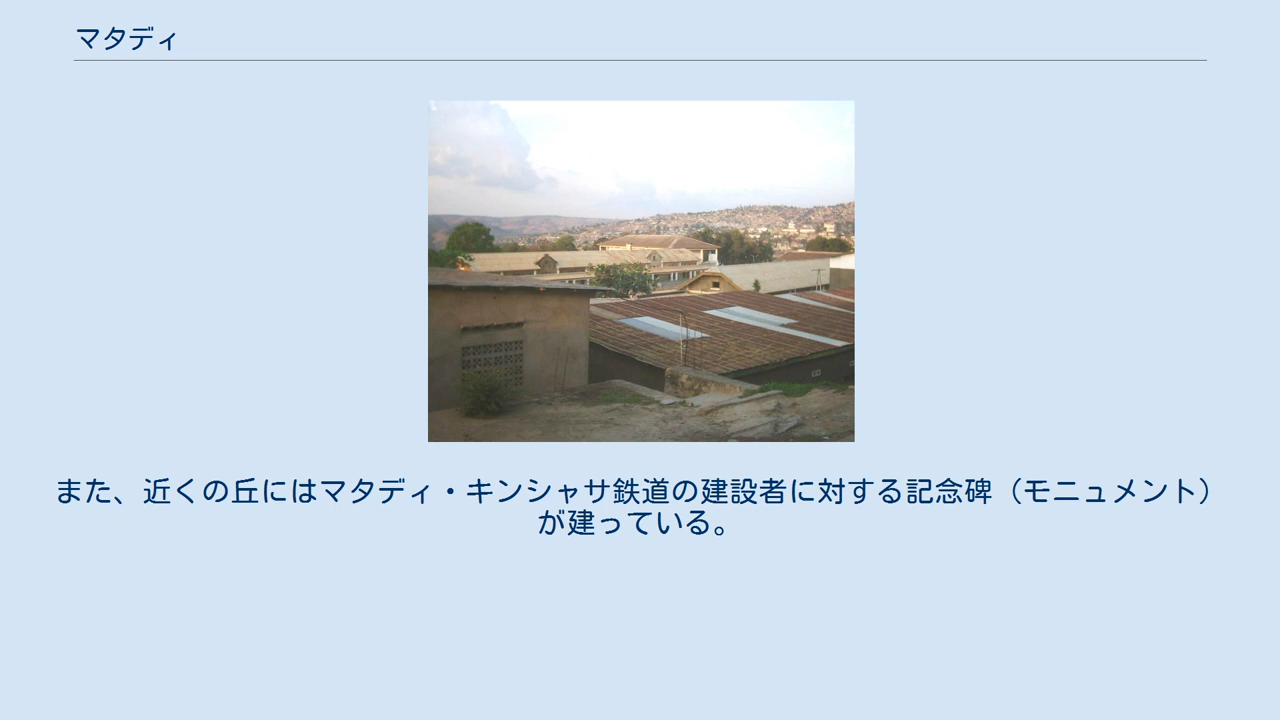 マタディ
また、近くの丘にはマタディ・キンシャサ鉄道の建設者に対する記念碑（モニュメント）
が建っている。